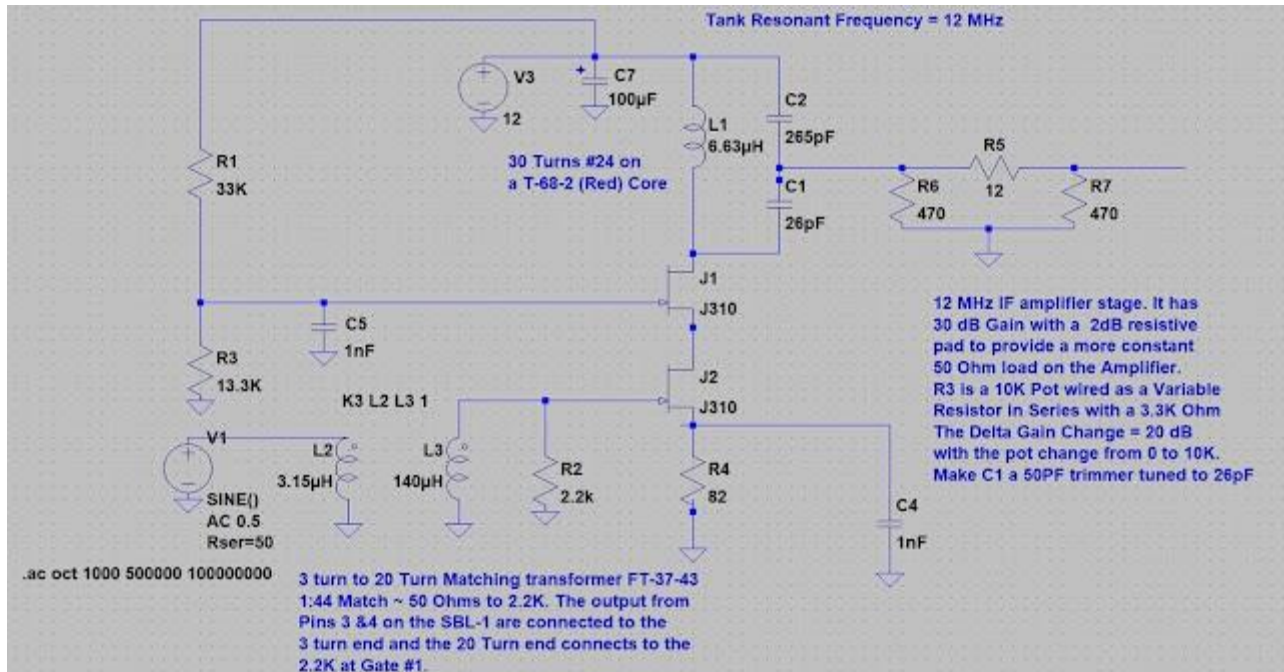 Tank Resonant Frequency = 12 MHz
V3
12
C7
100µF
C2
265pF
L1
6.63µH
30 Turns #24 on
a T-68-2 (Red) Core
R1
33K
R5
12
C1
26pF
R6
470
R7
470
J1
J310
C5
1nF
R3
13.3K
12 MHz IF amplifier stage. It has
30 dB Gain with a 2dB resistive
pad to provide a more constant
50 Ohm load on the Amplifier.
R3 is a 10K Pot wired as a Variable
Resistor in Series with a 3.3K Ohm
The Delta Gain Change = 20 dB
with the pot change from 0 to 10K.
Make C1 a 50PF trimmer tuned to 26pF
J2
J310
K3 L2 L3 1
V1
SINE()
AC 0.5
Rser=50
L2
3.15µH
L3
140µH
R2
2.2k
R4
82
C4
1nF
.ac oct 1000 500000 100000000
3 turn to 20 Turn Matching transformer FT-37-43
1:44 Match ~ 50 Ohms to 2.2K. The output from
Pins 3 &4 on the SBL-1 are connected to the
3 turn end and the 20 Turn end connects to the
2.2K at Gate #1.